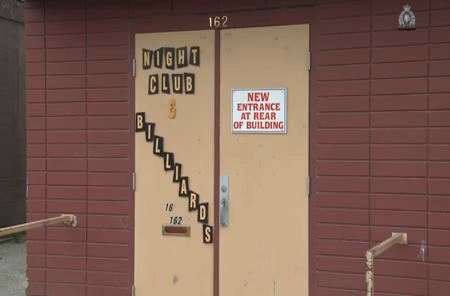 162
NIGHT
CLUB
&
BILLIARDS
16
162
NEW
ENTRANCE
AT REAR
OF BUILDING